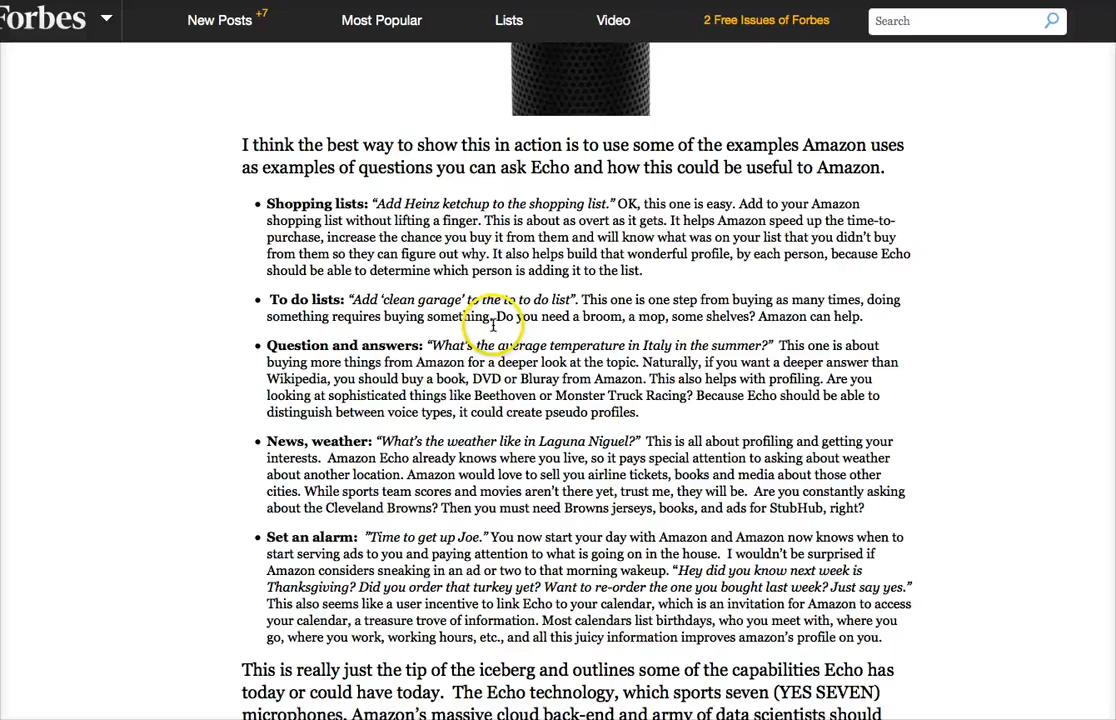 Forbes
New Posts +7
Most Popular
Lists
Video
2 Free Issues of Forbes
Search
I think the best way to show this in action is to use some of the examples Amazon uses
as examples of questions you can ask Echo and how this could be useful to Amazon.
• Shopping lists: “Add Heinz ketchup to the shopping list.” OK, this one is easy. Add to your Amazon
shopping list without lifting a finger. This is about as overt as it gets. It helps Amazon speed up the time-to-
purchase, increase the chance you buy it from them and will know what was on your list that you didn’t buy
from them so they can figure out why. It also helps build that wonderful profile, by each person, because Echo
should be able to determine which person is adding it to the list.
• To do lists: “Add ‘clean garage’ to the to to do list”. This one is one step from buying as many times, doing
something requires buying something. Do you need a broom, a mop, some shelves? Amazon can help.
• Question and answers: “What’s the average temperature in Italy in the summer?” This one is about
buying more things from Amazon for a deeper look at the topic. Naturally, if you want a deeper answer than
Wikipedia, you should buy a book, DVD or Bluray from Amazon. This also helps with profiling. Are you
looking at sophisticated things like Beethoven or Monster Truck Racing? Because Echo should be able to
distinguish between voice types, it could create pseudo profiles.
• News, weather: “What’s the weather like in Laguna Niguel?” This is all about profiling and getting your
interests. Amazon Echo already knows where you live, so it pays special attention to asking about weather
about another location. Amazon would love to sell you airline tickets, books and media about those other
cities. While sports team scores and movies aren’t there yet, trust me, they will be. Are you constantly asking
about the Cleveland Browns? Then you must need Browns jerseys, books, and ads for StubHub, right?
• Set an alarm: ”Time to get up Joe.” You now start your day with Amazon and Amazon now knows when to
start serving ads to you and paying attention to what is going on in the house. I wouldn’t be surprised if
Amazon considers sneaking in an ad or two to that morning wakeup. “Hey did you know next week is
Thanksgiving? Did you order that turkey yet? Want to re-order the one you bought last week? Just say yes.”
This also seems like a user incentive to link Echo to your calendar, which is an invitation for Amazon to access
your calendar, a treasure trove of information. Most calendars list birthdays, who you meet with, where you
go, where you work, working hours, etc., and all this juicy information improves amazon’s profile on you.
This is really just the tip of the iceberg and outlines some of the capabilities Echo has
today or could have today. The Echo technology, which sports seven (YES SEVEN)
microphones, Amazon’s massive cloud back-end and army of data scientists should